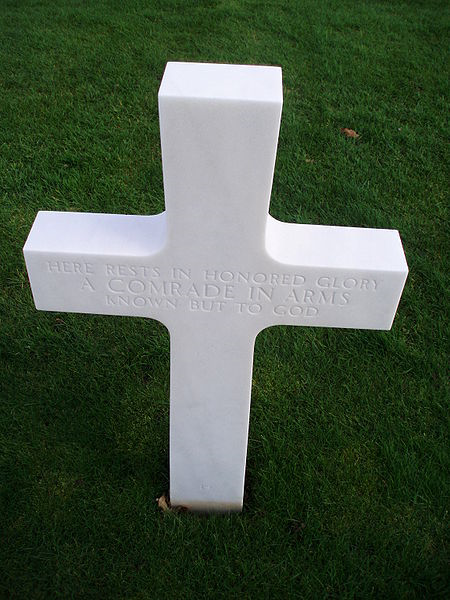 HERE RESTS IN HONORED GLORY
A COMRADE IN ARMS
KNOWN BUT TO GOD